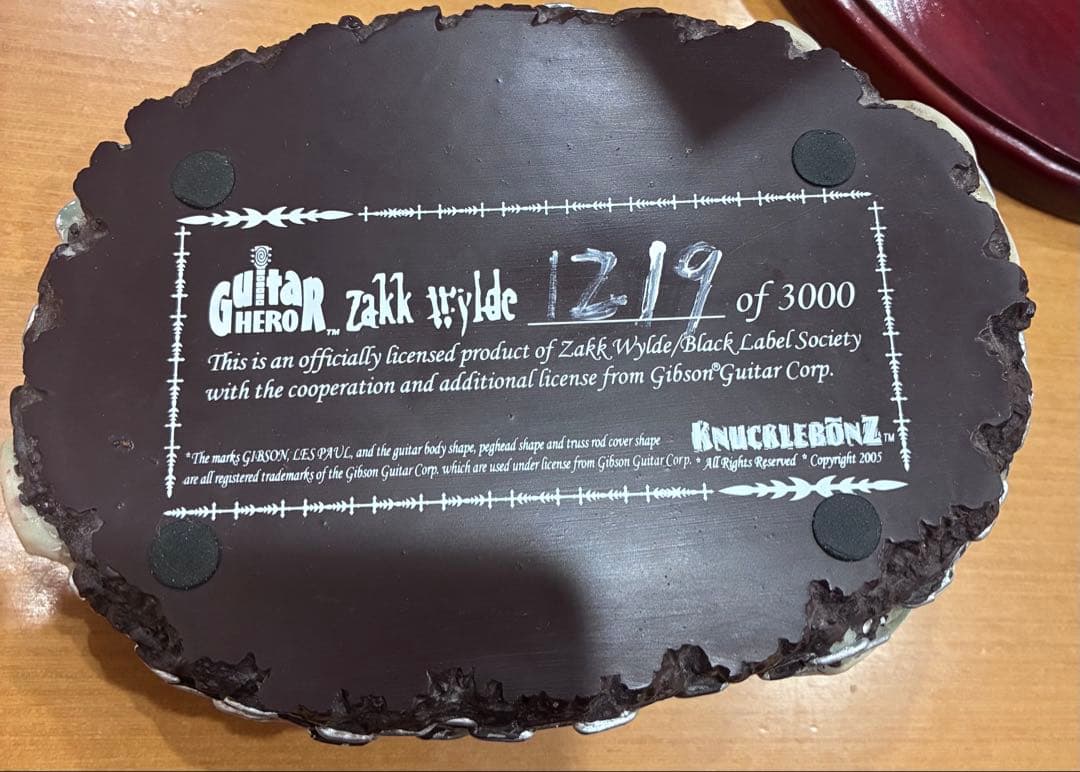 GuitaR HERO™ Zakk Wylde 1219 of 3000
This is an officially licensed product of Zakk Wylde/Black Label Society
with the cooperation and additional license from Gibson® Guitar Corp.
KNUCKLEBŌNZ™
*The marks GIBSON, LES PAUL, and the guitar body shape, peghead shape and truss rod cover shape
are all registered trademarks of the Gibson Guitar Corp. which are used under license from Gibson Guitar Corp. * All Rights Reserved * Copyright 2005